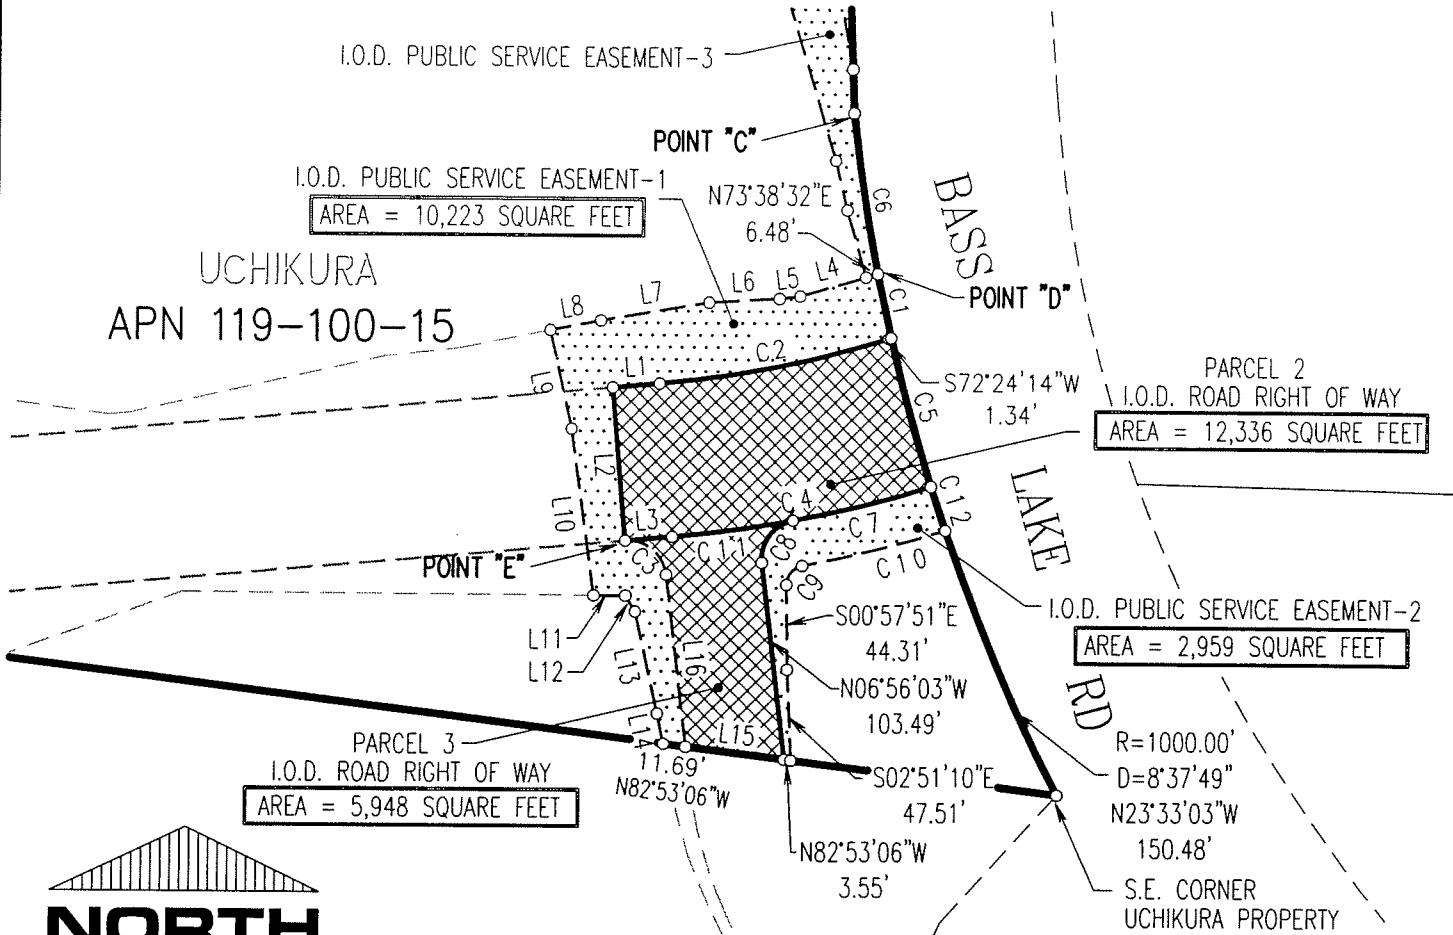 I.O.D. PUBLIC SERVICE EASEMENT-3
POINT "C"
I.O.D. PUBLIC SERVICE EASEMENT-1
AREA = 10,223 SQUARE FEET
N73°38'32"E
6.48'
C6
BASS
LAKE
RD
UCHIKURA
APN 119-100-15
L8
L7
L6
L5
L4
C1
POINT "D"
L9
L1
C2
S72°24'14"W
1.34'
C5
PARCEL 2
I.O.D. ROAD RIGHT OF WAY
AREA = 12,336 SQUARE FEET
L2
L10
L3
C4
C12
C11
C7
C3
C8
C9
C10
POINT "E"
L11
L12
L13
L14
L16
L15
S00°57'51"E
44.31'
I.O.D. PUBLIC SERVICE EASEMENT-2
AREA = 2,959 SQUARE FEET
N06°56'03"W
103.49'
PARCEL 3
I.O.D. ROAD RIGHT OF WAY
AREA = 5,948 SQUARE FEET
11.69'
N82°53'06"W
S02°51'10"E
47.51'
N82°53'06"W
3.55'
R=1000.00'
D=8°37'49"
N23°33'03"W
150.48'
S.E. CORNER
UCHIKURA PROPERTY
NORTH